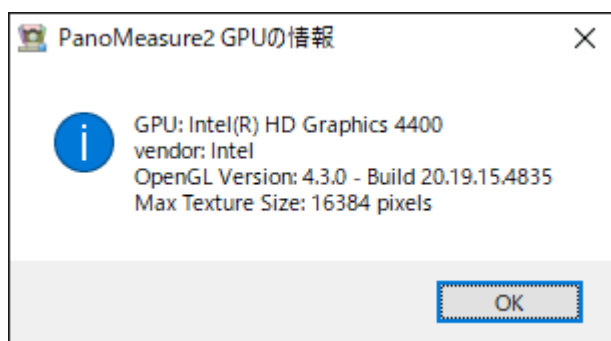 PanoMeasure2 GPUの情報
GPU: Intel(R) HD Graphics 4400
vendor: Intel
OpenGL Version: 4.3.0 - Build 20.19.15.4835
Max Texture Size: 16384 pixels
OK